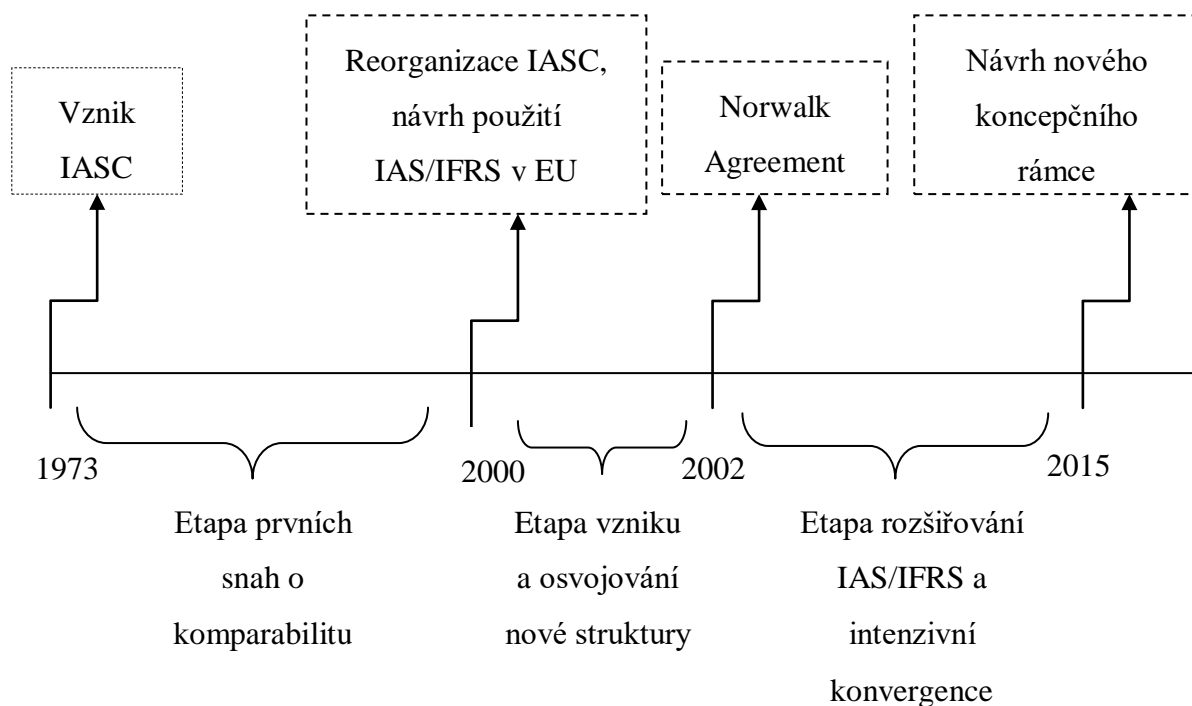 Vznik
IASC
Reorganizace IASC,
návrh použití
IAS/IFRS v EU
Norwalk
Agreement
Návrh nového
koncepčního
rámce
1973
2000
2002
2015
Etapa prvních
snah o
komparabilitu
Etapa vzniku
a osvojování
nové struktury
Etapa rozšiřování
IAS/IFRS a
intenzivní
konvergence